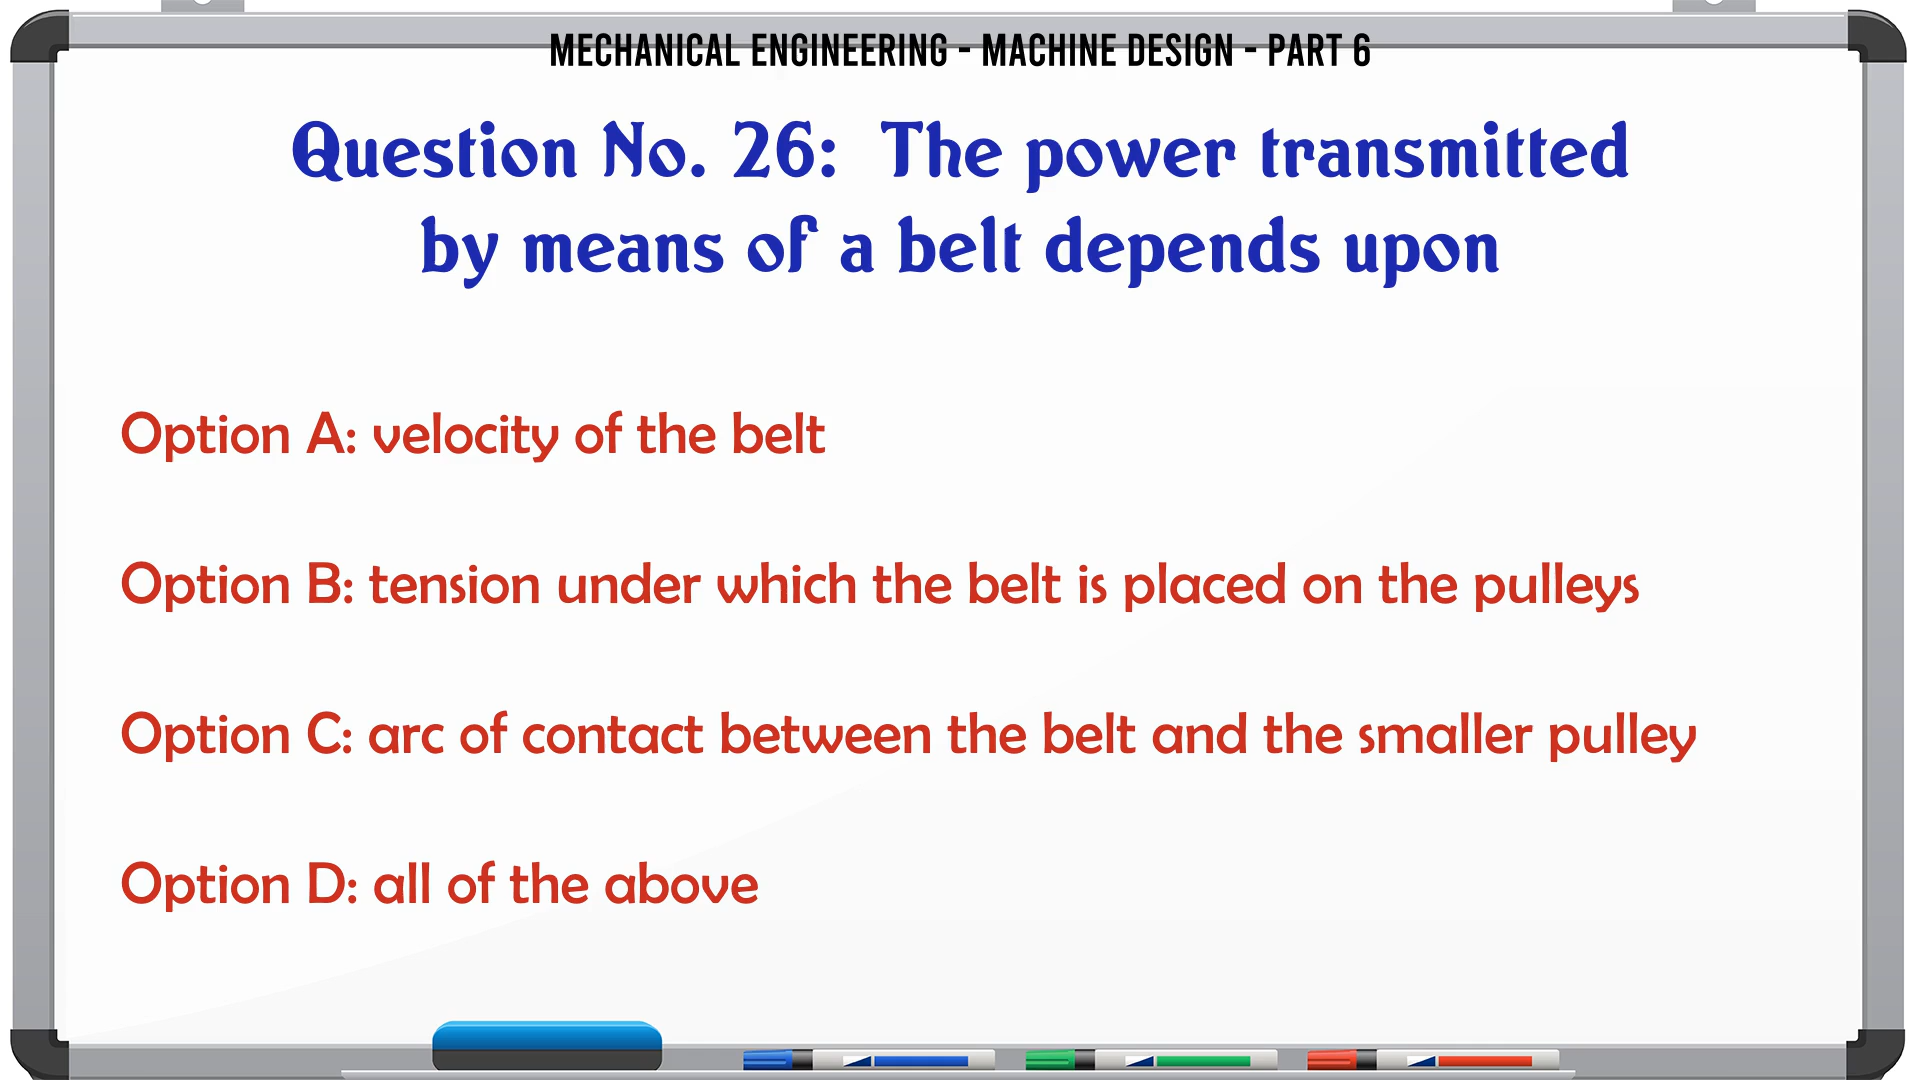 MECHANICAL ENGINEERING - MACHINE DESIGN - PART 6
Question No. 26: The power transmitted
by means of a belt depends upon
Option A: velocity of the belt
Option B: tension under which the belt is placed on the pulleys
Option C: arc of contact between the belt and the smaller pulley
Option D: all of the above